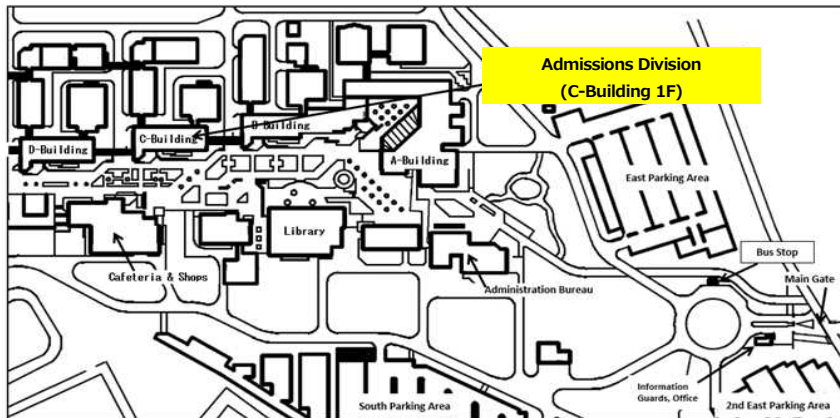 Admissions Division
(C-Building 1F)
B-Building
C-Building
D-Building
A-Building
East Parking Area
Library
Bus Stop
Cafeteria & Shops
Main Gate
Administration Bureau
Information
Guards, Office
South Parking Area
2nd East Parking Area